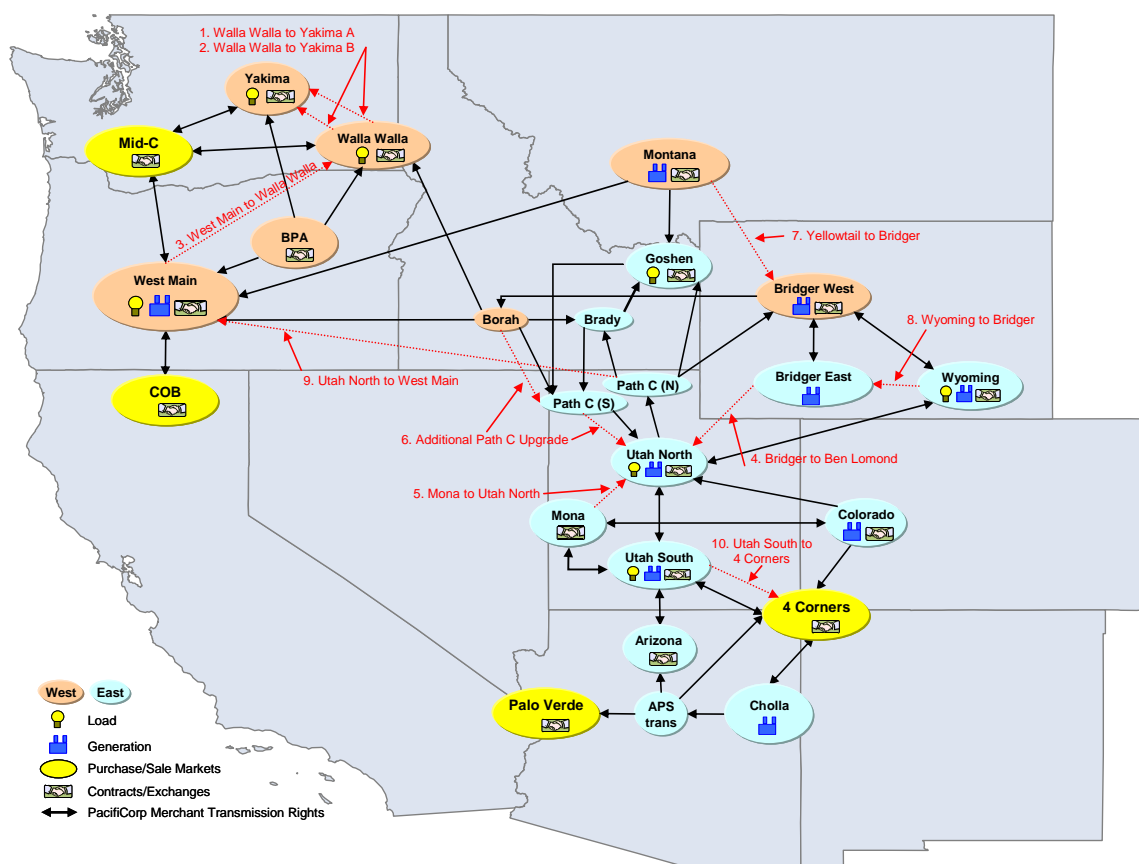 1. Walla Walla to Yakima A
2. Walla Walla to Yakima B
Yakima
Mid-C
Walla Walla
Montana
3. West Main to Walla Walla
BPA
7. Yellowtail to Bridger
Goshen
West Main
Bridger West
Borah
Brady
8. Wyoming to Bridger
9. Utah North to West Main
Path C (N)
Bridger East
Wyoming
COB
Path C (S)
6. Additional Path C Upgrade
Utah North
4. Bridger to Ben Lomond
5. Mona to Utah North
Mona
Colorado
10. Utah South to
4 Corners
Utah South
4 Corners
Arizona
West
East
Palo Verde
APS
trans
Cholla
Load
Generation
Purchase/Sale Markets
Contracts/Exchanges
PacifiCorp Merchant Transmission Rights